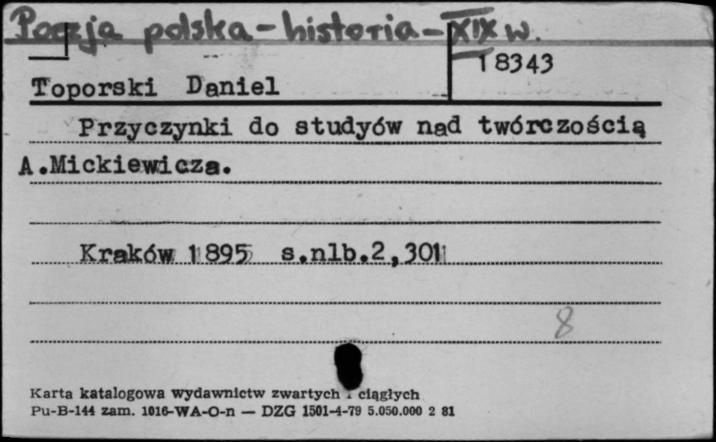 Poezja polska - historia - XIX w.
18343
Toporski Daniel
Przyczynki do studyów nad twórczością
A.Mickiewicza.
Kraków 1895 s.nlb.2,301
8
Karta katalogowa wydawnictw zwartych i ciągłych
Pu-B-144 zam. 1016-WA-O-n — DZG 1501-4-79 5.050.000 2 81